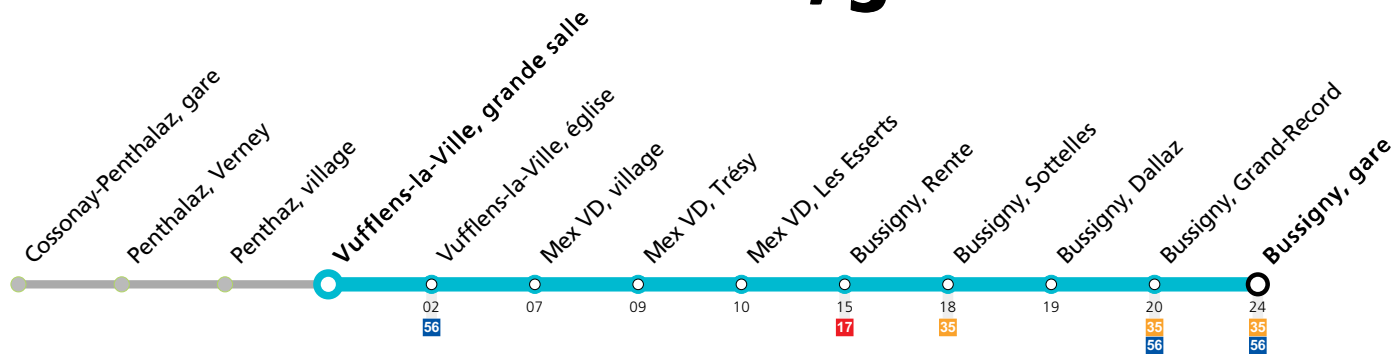 Cossonay-Penthalaz, gare
Penthalaz, Verney
Penthaz, village
Vufflens-la-Ville, grande salle
Vufflens-la-Ville, église
Mex VD, village
Mex VD, Trésy
Mex VD, Les Esserts
Bussigny, Rente
Bussigny, Sottelles
Bussigny, Dallaz
Bussigny, Grand-Record
Bussigny, gare
02 07 09 10 15 18 19 20 24
56 17 35 35 35
56 56